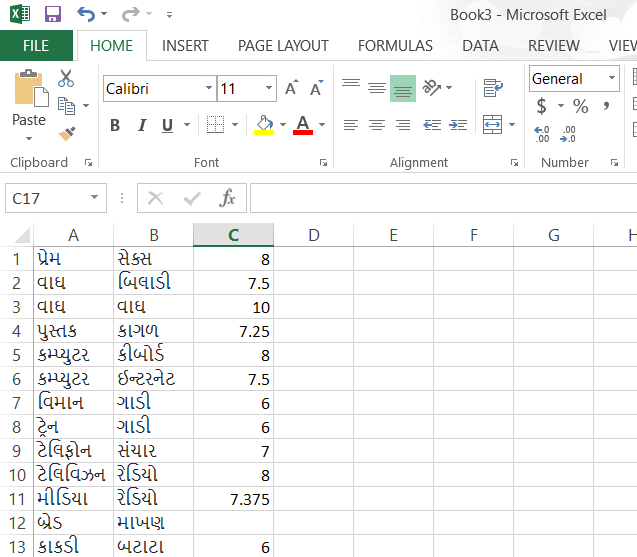 Book3 - Microsoft Excel
FILE HOME INSERT PAGE LAYOUT FORMULAS DATA REVIEW VIEW
Calibri 11 General
Paste B I U A A A $ % ,
Clipboard Font Alignment Number
C17 fx
A B C D E F G H
1 પ્રેમ સેક્સ 8
2 વાઘ બિલાડી 7.5
3 વાઘ વાઘ 10
4 પુસ્તક કાગળ 7.25
5 કમ્પ્યુટર કીબોર્ડ 8
6 કમ્પ્યુટર ઈન્ટરનેટ 7.5
7 વિમાન ગાડી 6
8 ટ્રેન ગાડી 6
9 ટેલિફોન સંચાર 7
10 ટેલિવિઝન રેડિયો 8
11 મીડિયા રેડિયો 7.375
12 બ્રેડ માખણ
13 કાકડી બટાટા 6